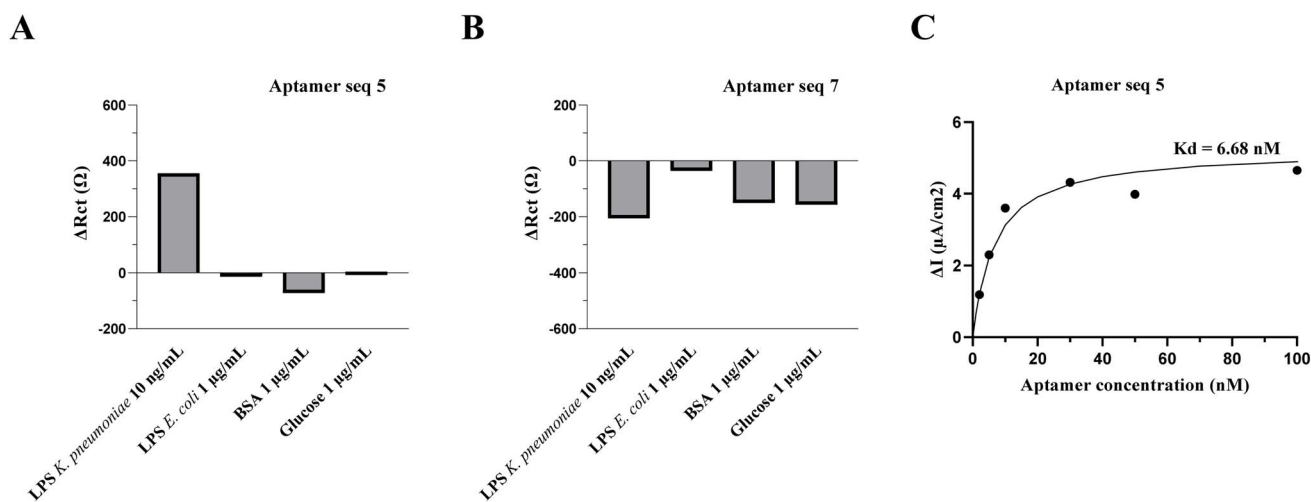 A
Aptamer seq 5
600
400
200
0
-200
ΔRct (Ω)
LPS K. pneumoniae 10 ng/mL
LPS E. coli 1 µg/mL
BSA 1 µg/mL
Glucose 1 µg/mL
B
Aptamer seq 7
200
0
-200
-400
-600
ΔRct (Ω)
LPS K. pneumoniae 10 ng/mL
LPS E. coli 1 µg/mL
BSA 1 µg/mL
Glucose 1 µg/mL
C
Aptamer seq 5
Kd = 6.68 nM
6
4
2
0
ΔI (µA/cm2)
0 20 40 60 80 100
Aptamer concentration (nM)